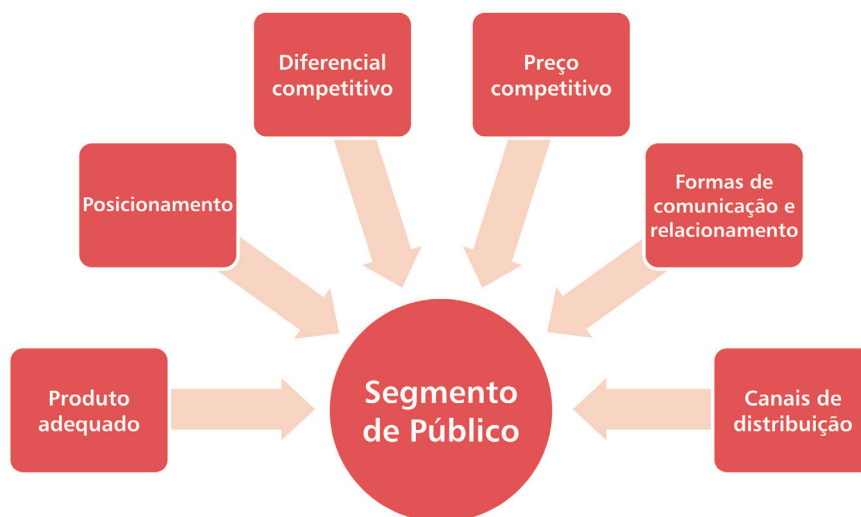 Diferencial
competitivo
Preço
competitivo
Posicionamento
Formas de
comunicação e
relacionamento
Produto
adequado
Segmento
de Público
Canais de
distribuição